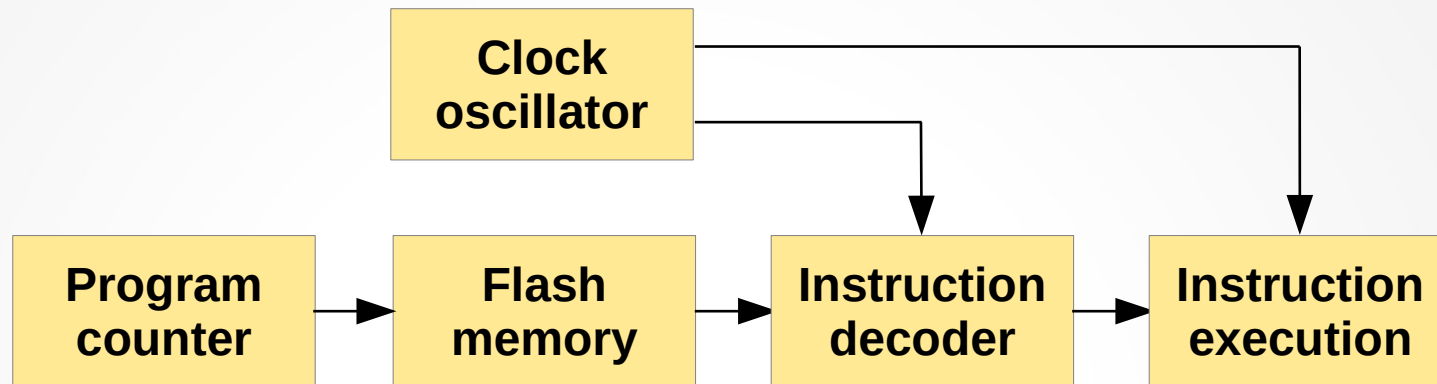 Clock
oscillator
Program
counter
Flash
memory
Instruction
decoder
Instruction
execution